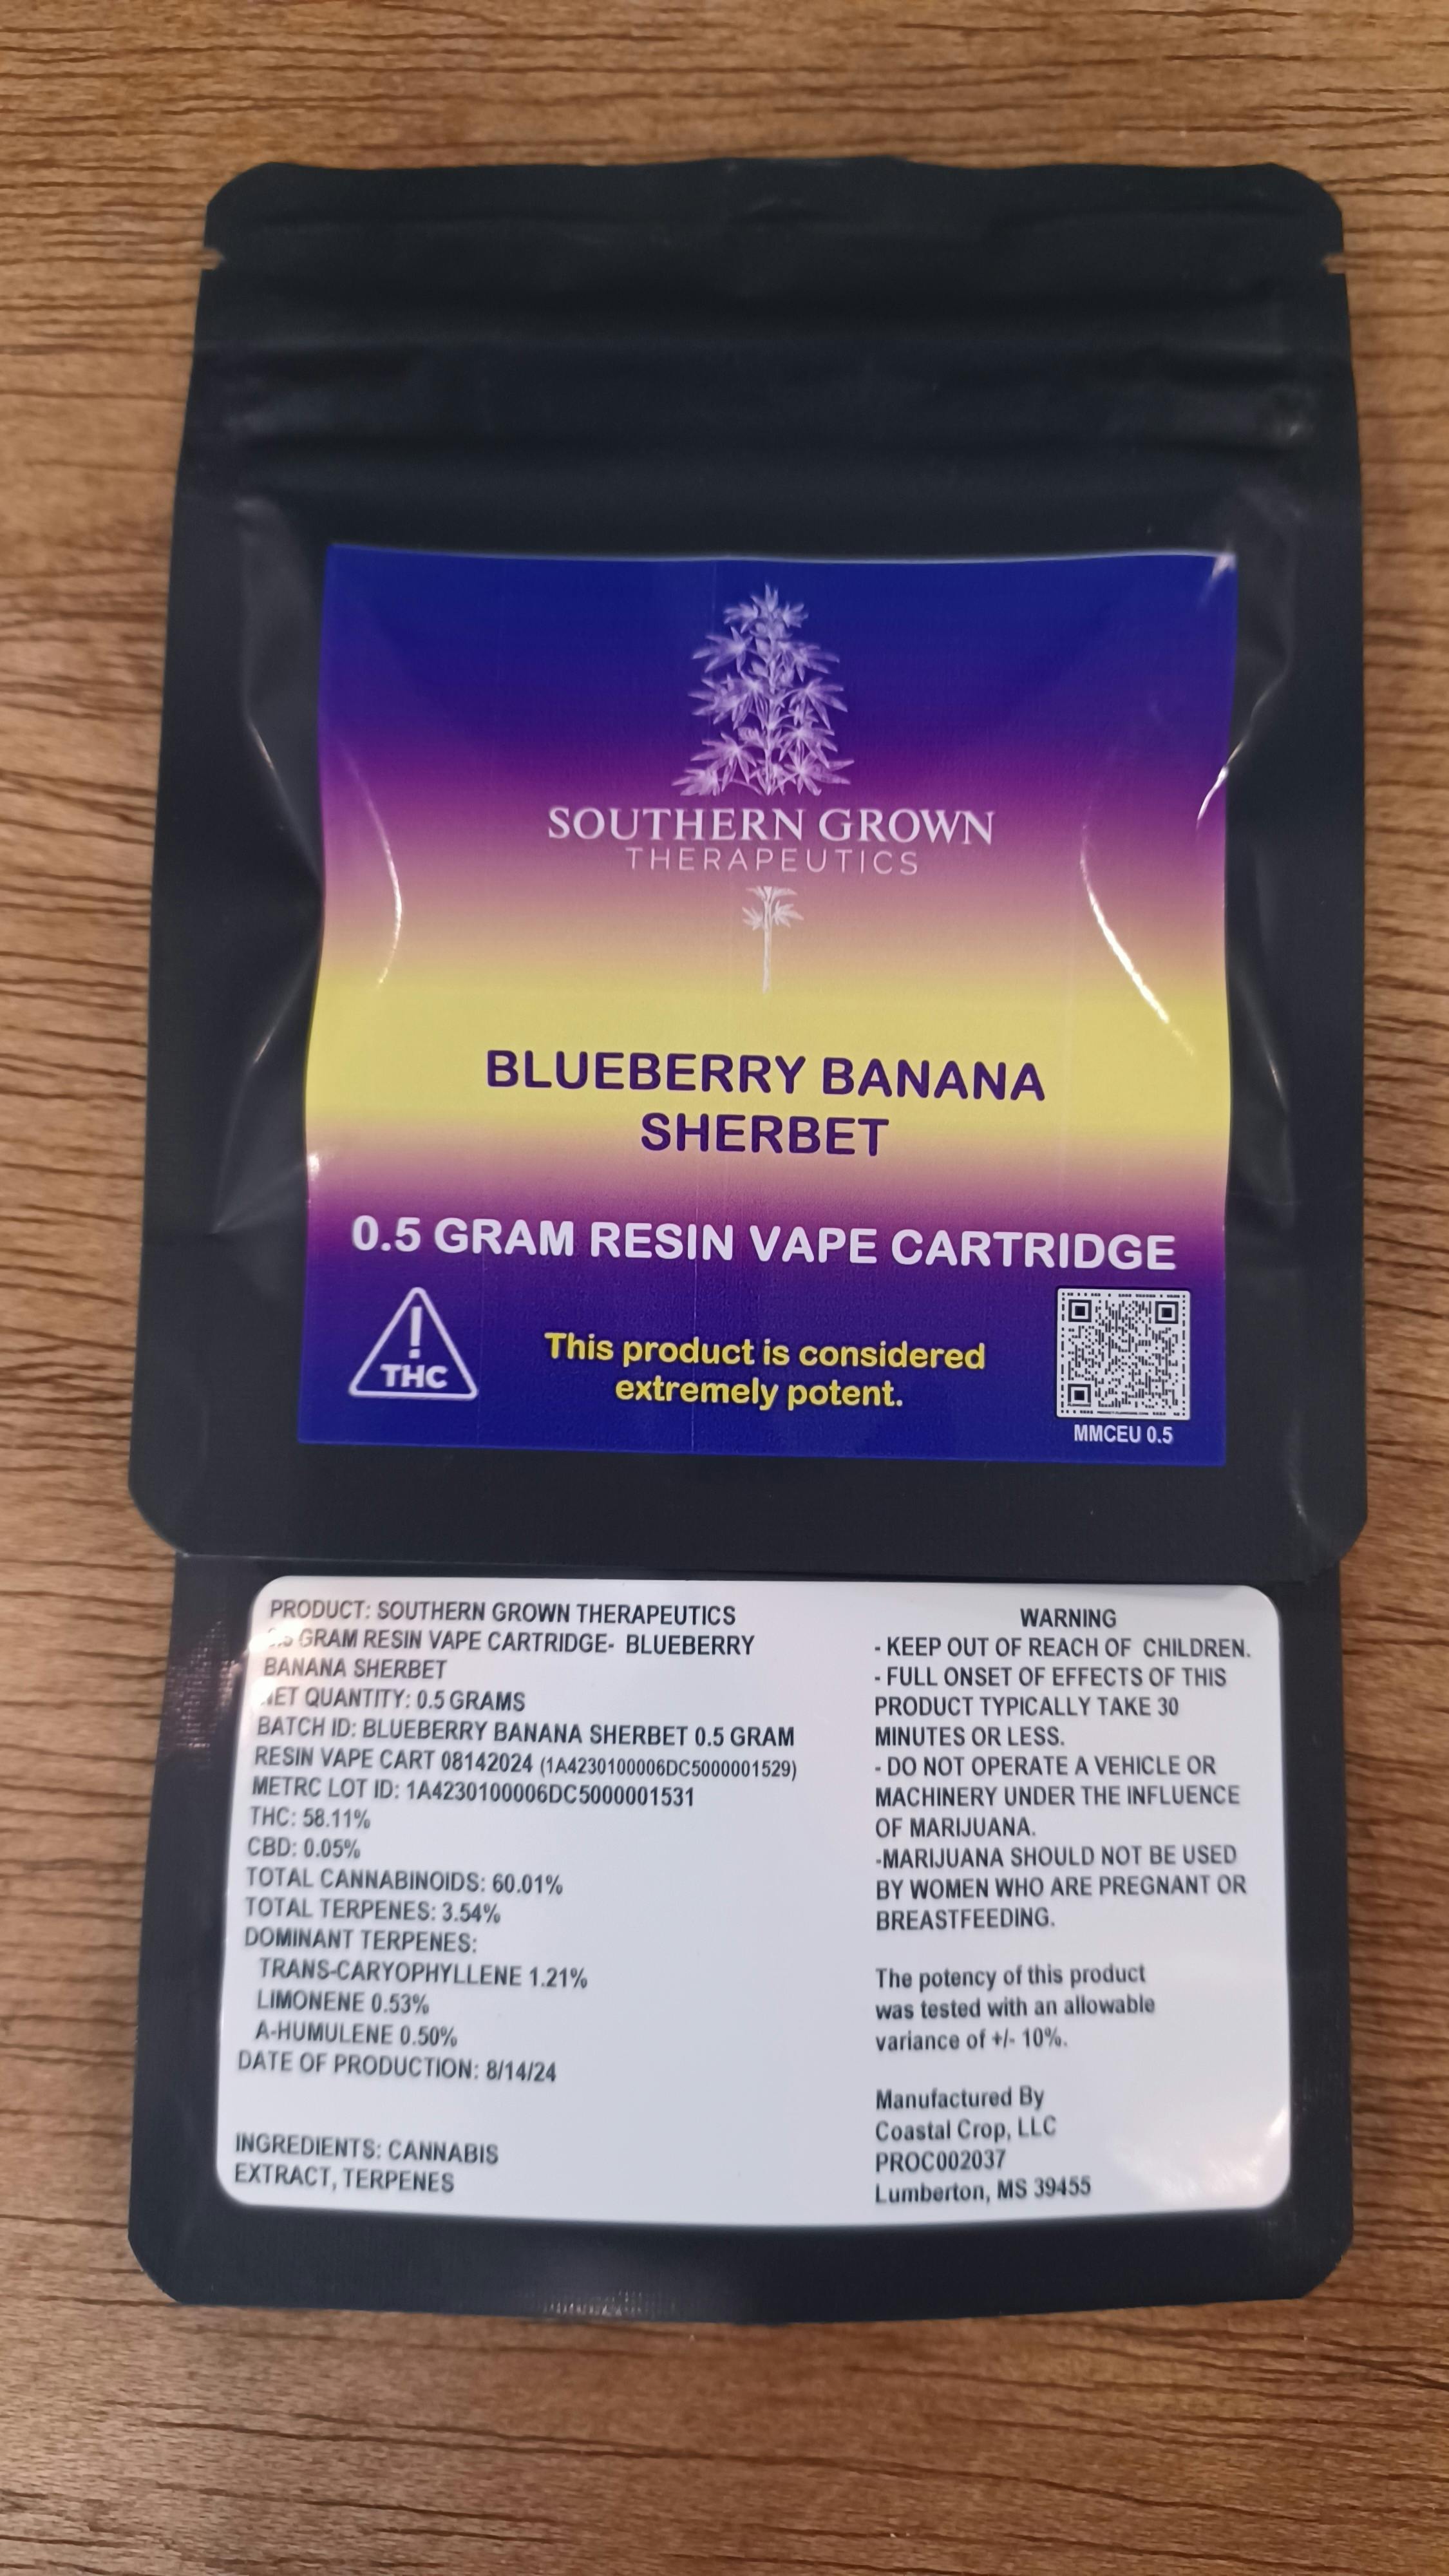 SOUTHERN GROWN
THERAPEUTICS
BLUEBERRY BANANA
SHERBET
0.5 GRAM RESIN VAPE CARTRIDGE
!
THC
This product is considered
extremely potent.
MMCEU 0.5
PRODUCT: SOUTHERN GROWN THERAPEUTICS
0.5 GRAM RESIN VAPE CARTRIDGE- BLUEBERRY
BANANA SHERBET
NET QUANTITY: 0.5 GRAMS
BATCH ID: BLUEBERRY BANANA SHERBET 0.5 GRAM
RESIN VAPE CART 08142024 (1A4230100006DC5000001529)
METRC LOT ID: 1A4230100006DC5000001531
THC: 58.11%
CBD: 0.05%
TOTAL CANNABINOIDS: 60.01%
TOTAL TERPENES: 3.54%
DOMINANT TERPENES:
TRANS-CARYOPHYLLENE 1.21%
LIMONENE 0.53%
A-HUMULENE 0.50%
DATE OF PRODUCTION: 8/14/24
INGREDIENTS: CANNABIS
EXTRACT, TERPENES
WARNING
- KEEP OUT OF REACH OF CHILDREN.
- FULL ONSET OF EFFECTS OF THIS
PRODUCT TYPICALLY TAKE 30
MINUTES OR LESS.
- DO NOT OPERATE A VEHICLE OR
MACHINERY UNDER THE INFLUENCE
OF MARIJUANA.
-MARIJUANA SHOULD NOT BE USED
BY WOMEN WHO ARE PREGNANT OR
BREASTFEEDING.
The potency of this product
was tested with an allowable
variance of +/- 10%.
Manufactured By
Coastal Crop, LLC
PROC002037
Lumberton, MS 39455